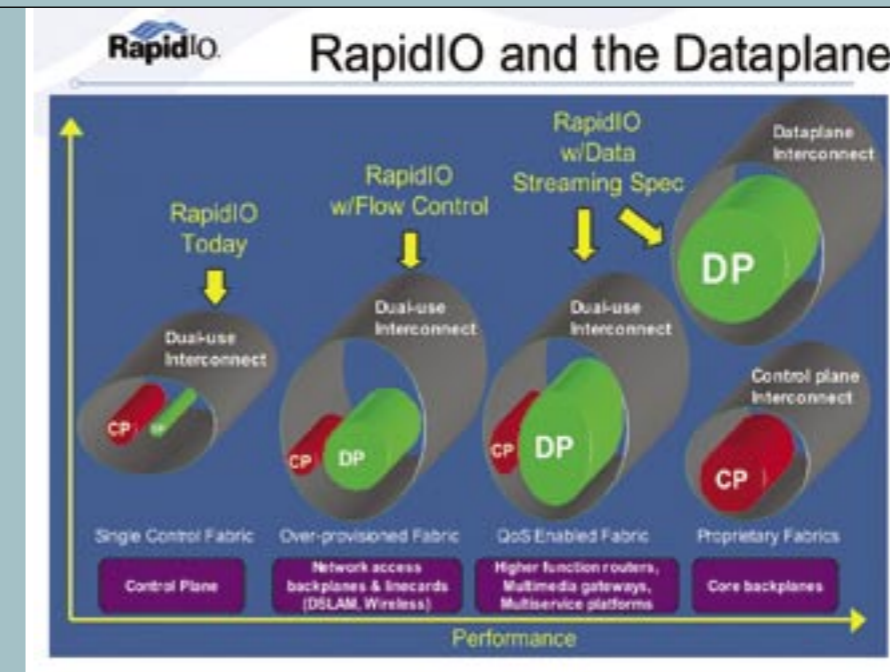 RapidIO
RapidIO and the Dataplane
RapidIO
Today
RapidIO
w/Flow Control
RapidIO
w/Data
Streaming Spec
Dual-use
Interconnect
CP
Dual-use
Interconnect
CP
DP
Dual-use
Interconnect
CP
DP
Dataplane
Interconnect
DP
Control plane
Interconnect
CP
Single Control Fabric
Over-provisioned Fabric
QoS Enabled Fabric
Proprietary Fabrics
Control Plane
Network access
backplanes & linecards
(DSLAM, Wireless)
Higher function routers,
Multimedia gateways,
Multiservice platforms
Core backplanes
Performance